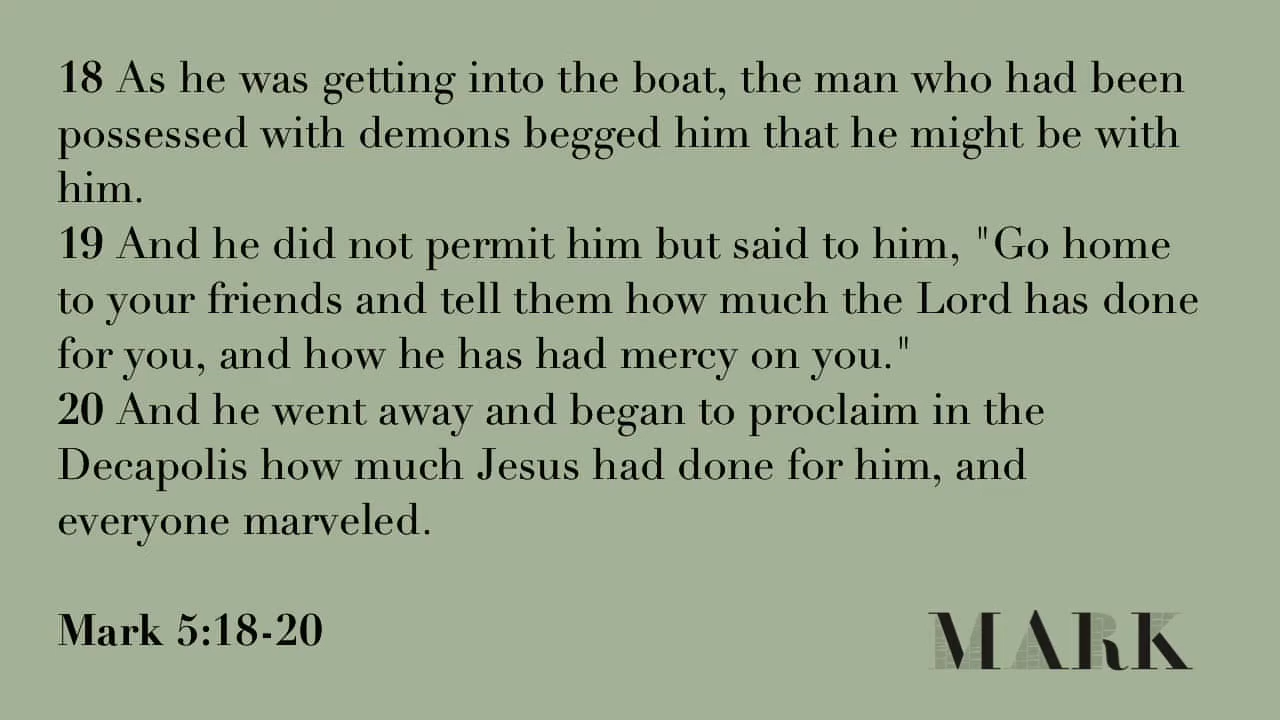 18 As he was getting into the boat, the man who had been
possessed with demons begged him that he might be with
him.
19 And he did not permit him but said to him, "Go home
to your friends and tell them how much the Lord has done
for you, and how he has had mercy on you."
20 And he went away and began to proclaim in the
Decapolis how much Jesus had done for him, and
everyone marveled.
Mark 5:18-20
MARK